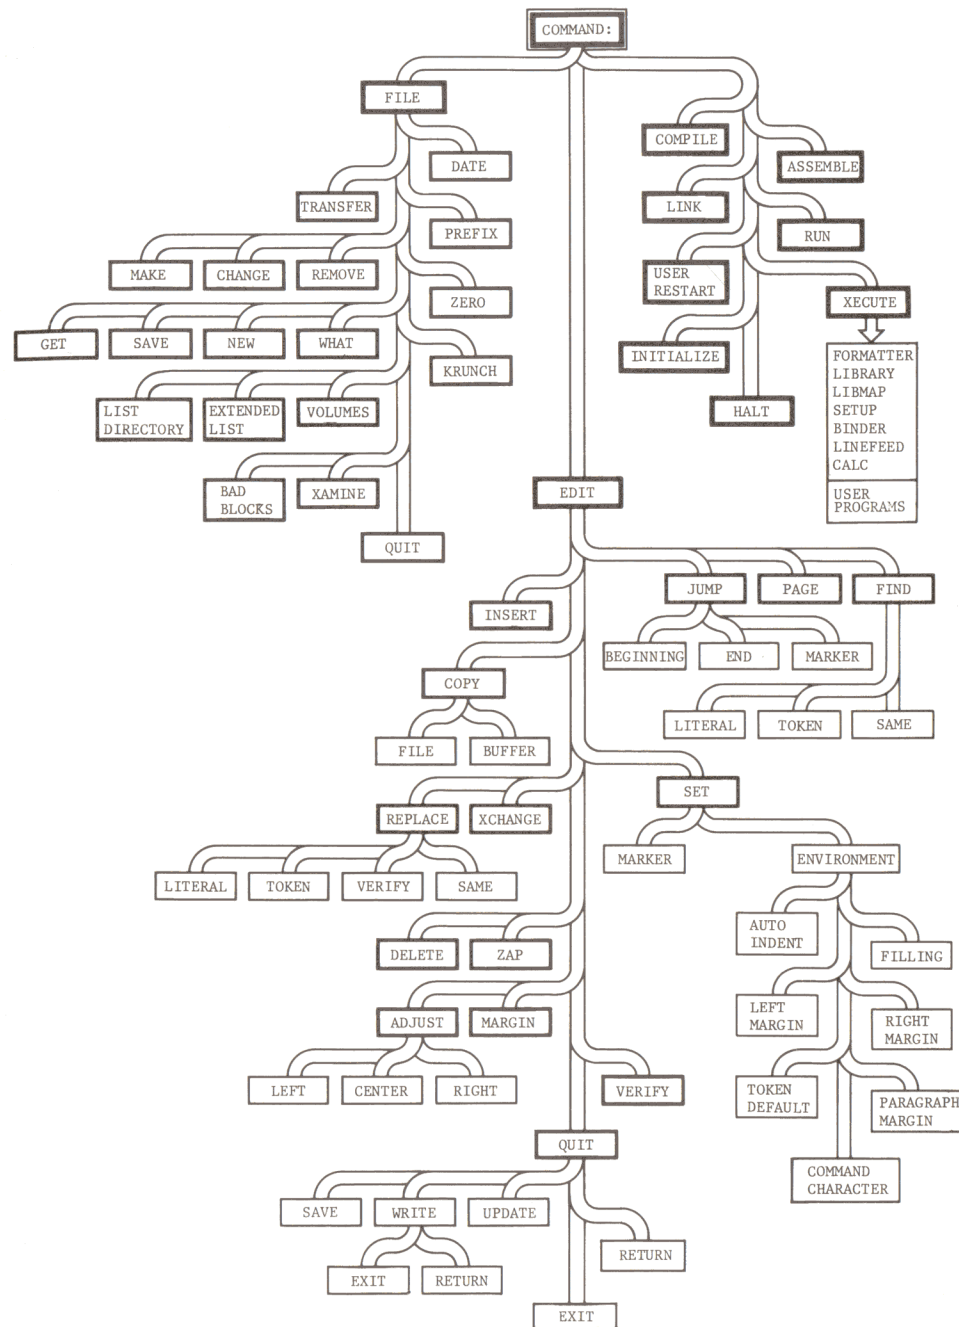 COMMAND:
FILE
DATE
TRANSFER
PREFIX
MAKE
CHANGE
REMOVE
ZERO
GET
SAVE
NEW
WHAT
KRUNCH
LIST
DIRECTORY
EXTENDED
LIST
VOLUMES
BAD
BLOCKS
XAMINE
QUIT
COMPILE
ASSEMBLE
LINK
RUN
USER
RESTART
XECUTE
INITIALIZE
HALT
FORMATTER
LIBRARY
LIBMAP
SETUP
BINDER
LINEFEED
CALC
USER
PROGRAMS
EDIT
INSERT
JUMP
PAGE
FIND
BEGINNING
END
MARKER
COPY
LITERAL
TOKEN
SAME
FILE
BUFFER
SET
REPLACE
XCHANGE
MARKER
ENVIRONMENT
LITERAL
TOKEN
VERIFY
SAME
AUTO
INDENT
FILLING
DELETE
ZAP
LEFT
MARGIN
RIGHT
MARGIN
ADJUST
MARGIN
LEFT
CENTER
RIGHT
VERIFY
TOKEN
DEFAULT
PARAGRAPH
MARGIN
QUIT
COMMAND
CHARACTER
SAVE
WRITE
UPDATE
RETURN
EXIT
RETURN
EXIT